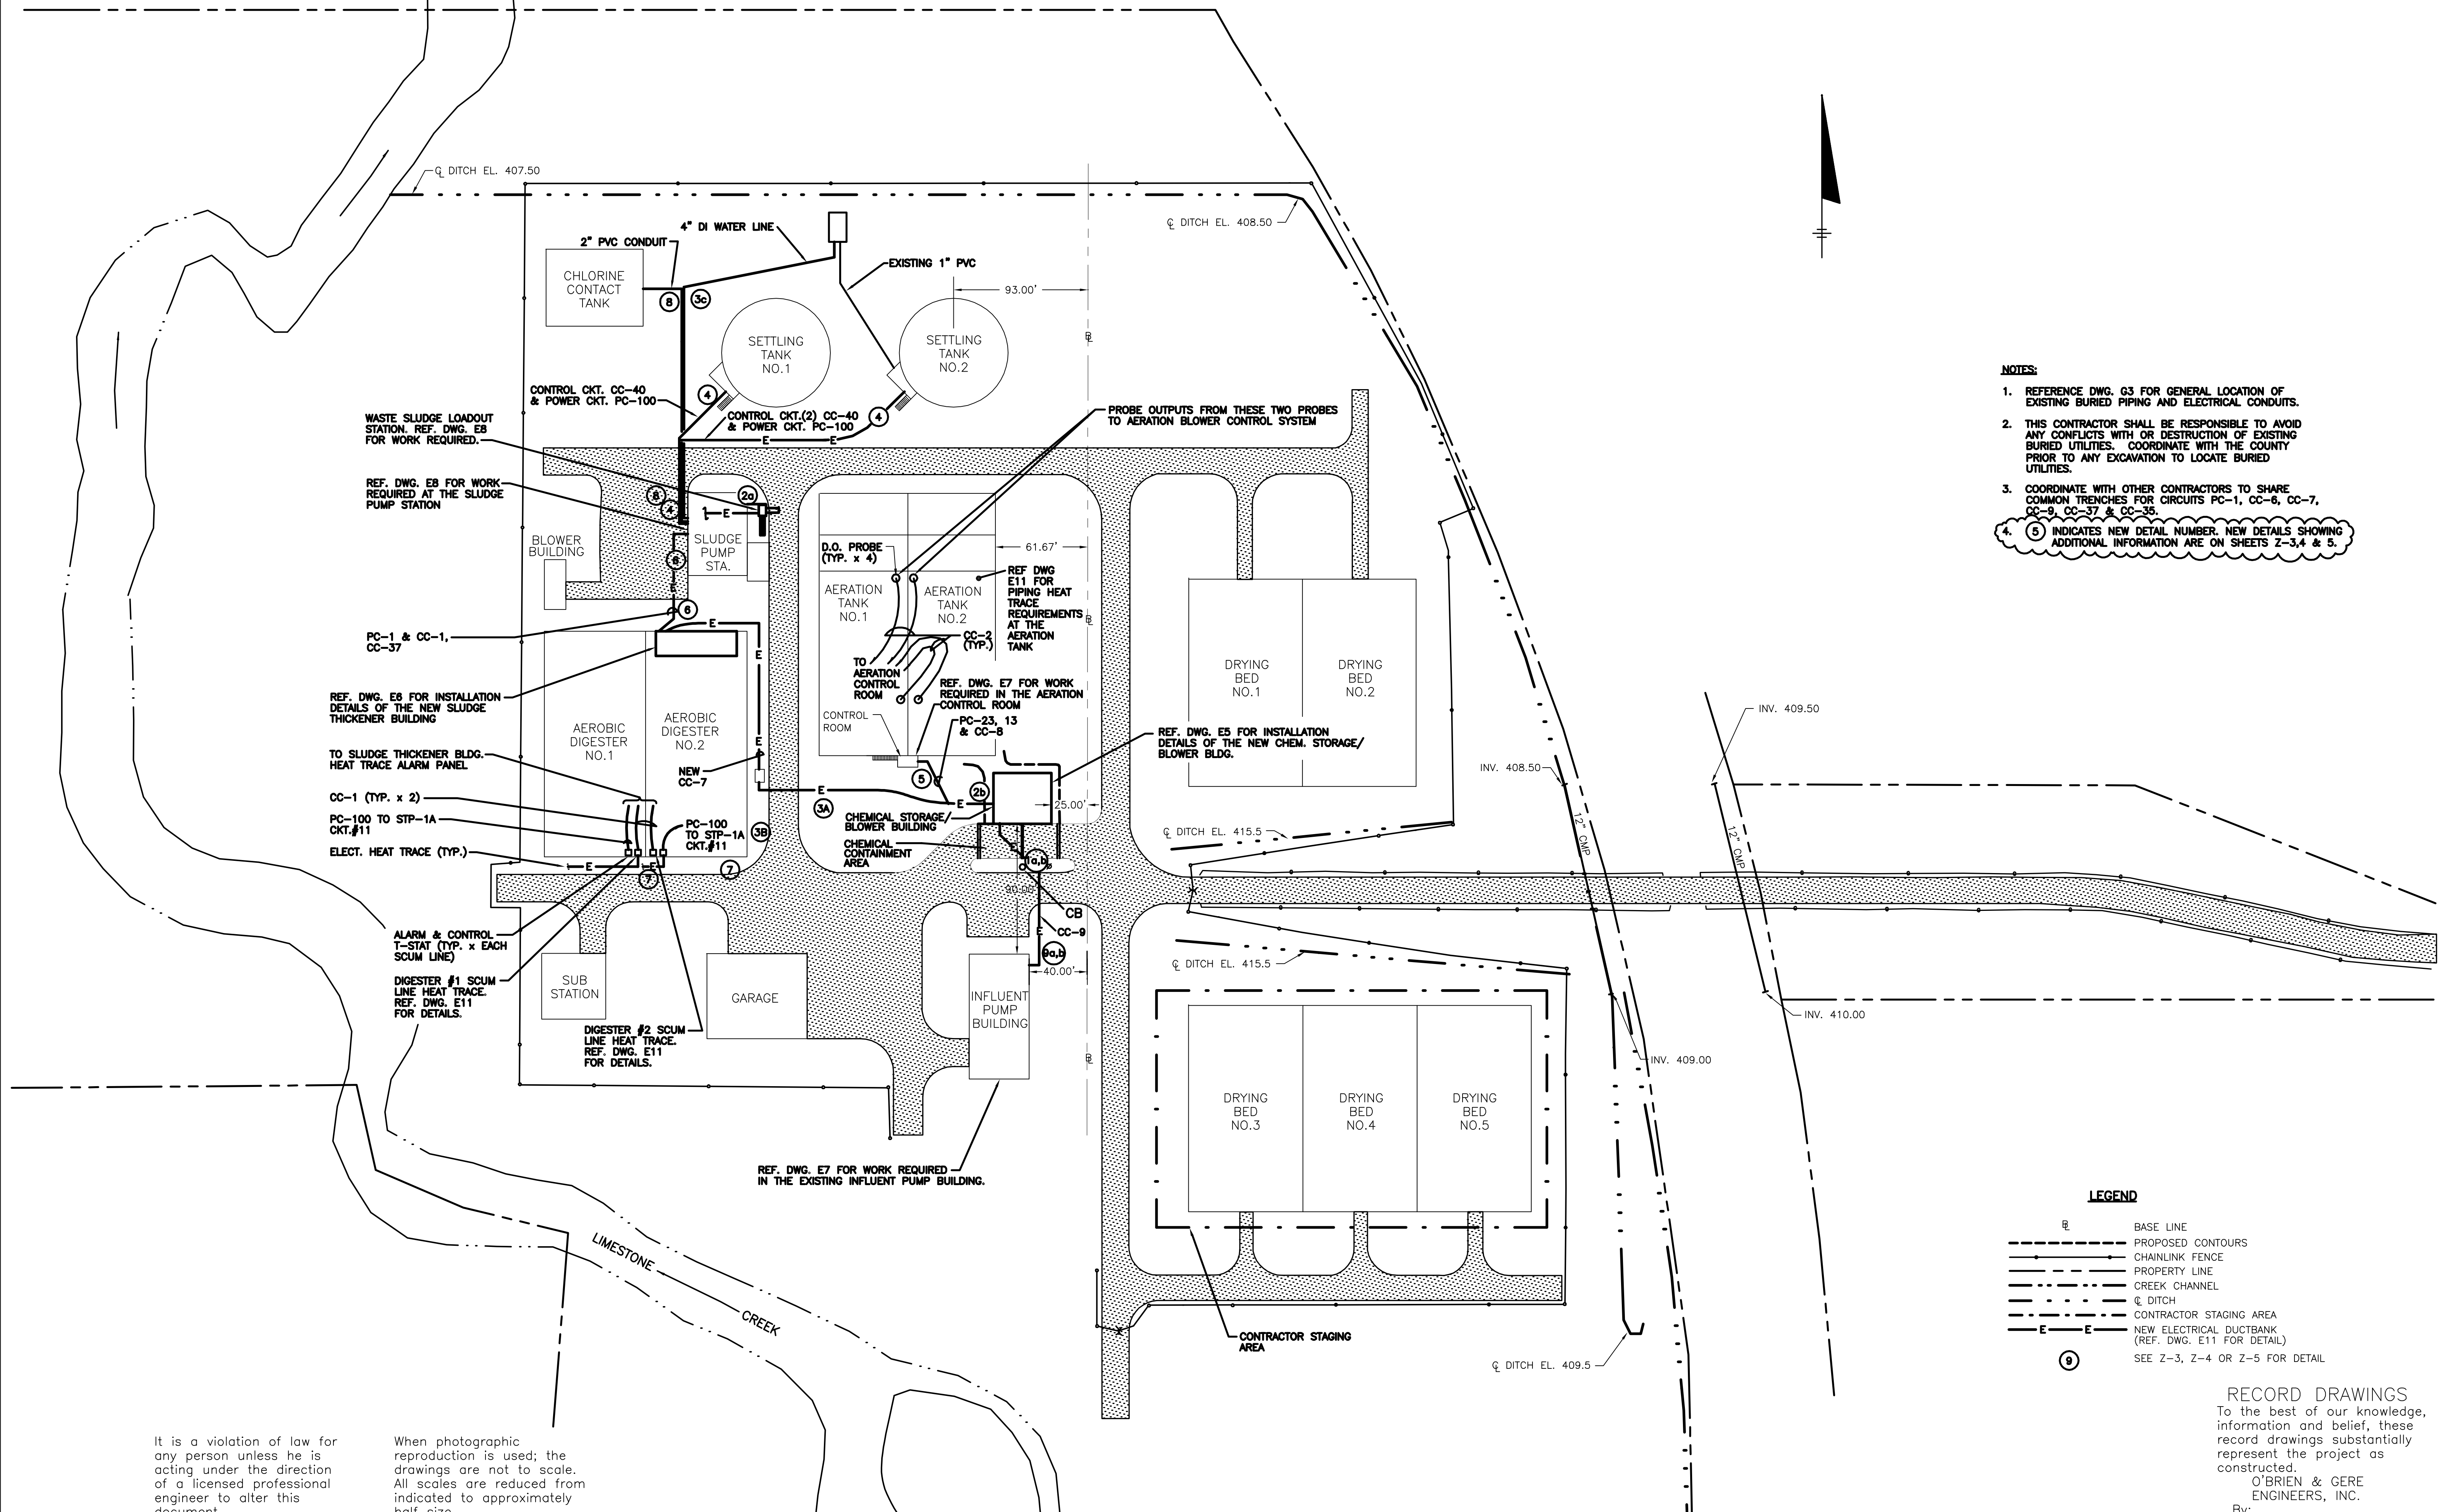 ℄ DITCH EL. 407.50
℄ DITCH EL. 408.50
4" DI WATER LINE
2" PVC CONDUIT
EXISTING 1" PVC
CHLORINE
CONTACT
TANK
8
3c
93.00'
SETTLING
TANK
NO.1
SETTLING
TANK
NO.2
CONTROL CKT. CC-40
& POWER CKT. PC-100
4
CONTROL CKT.(2) CC-40
& POWER CKT. PC-100
4
E
E
PROBE OUTPUTS FROM THESE TWO PROBES
TO AERATION BLOWER CONTROL SYSTEM
WASTE SLUDGE LOADOUT
STATION. REF. DWG. E8
FOR WORK REQUIRED.
REF. DWG. E8 FOR WORK
REQUIRED AT THE SLUDGE
PUMP STATION
8
4
2a
E
BLOWER
BUILDING
SLUDGE
PUMP
STA.
6
E
6
D.O. PROBE
(TYP. x 4)
61.67'
AERATION
TANK
NO.1
AERATION
TANK
NO.2
REF DWG
E11 FOR
PIPING HEAT
TRACE
REQUIREMENTS
AT THE
AERATION
TANK
CC-2
(TYP.)
PC-1 & CC-1,
CC-37
E
E
TO
AERATION
CONTROL
ROOM
REF. DWG. E7 FOR WORK
REQUIRED IN THE AERATION
CONTROL ROOM
CONTROL
ROOM
PC-23, 13
& CC-8
REF. DWG. E6 FOR INSTALLATION
DETAILS OF THE NEW SLUDGE
THICKENER BUILDING
AEROBIC
DIGESTER
NO.1
AEROBIC
DIGESTER
NO.2
E
NEW
CC-7
TO SLUDGE THICKENER BLDG.
HEAT TRACE ALARM PANEL
CC-1 (TYP. x 2)
PC-100 TO STP-1A
CKT.#11
ELECT. HEAT TRACE (TYP.)
PC-100
TO STP-1A
CKT.#11
3B
7
7
E
E
E
3A
5
E
2b
25.00'
CHEMICAL STORAGE/
BLOWER BUILDING
CHEMICAL
CONTAINMENT
AREA
E
1a,b
90.00'
CB
CC-9
E
9a,b
40.00'
REF. DWG. E5 FOR INSTALLATION
DETAILS OF THE NEW CHEM. STORAGE/
BLOWER BLDG.
DRYING
BED
NO.1
DRYING
BED
NO.2
℄ DITCH EL. 415.5
INV. 408.50
INV. 409.50
12" CMP
12" CMP
ALARM & CONTROL
T-STAT (TYP. x EACH
SCUM LINE)
DIGESTER #1 SCUM
LINE HEAT TRACE.
REF. DWG. E11
FOR DETAILS.
SUB
STATION
GARAGE
INFLUENT
PUMP
BUILDING
DIGESTER #2 SCUM
LINE HEAT TRACE.
REF. DWG. E11
FOR DETAILS.
℄ DITCH EL. 415.5
INV. 410.00
INV. 409.00
DRYING
BED
NO.3
DRYING
BED
NO.4
DRYING
BED
NO.5
REF. DWG. E7 FOR WORK REQUIRED
IN THE EXISTING INFLUENT PUMP BUILDING.
LIMESTONE
CREEK
CONTRACTOR STAGING
AREA
℄ DITCH EL. 409.5
NOTES:
1. REFERENCE DWG. G3 FOR GENERAL LOCATION OF
EXISTING BURIED PIPING AND ELECTRICAL CONDUITS.
2. THIS CONTRACTOR SHALL BE RESPONSIBLE TO AVOID
ANY CONFLICTS WITH OR DESTRUCTION OF EXISTING
BURIED UTILITIES. COORDINATE WITH THE COUNTY
PRIOR TO ANY EXCAVATION TO LOCATE BURIED
UTILITIES.
3. COORDINATE WITH OTHER CONTRACTORS TO SHARE
COMMON TRENCHES FOR CIRCUITS PC-1, CC-6, CC-7,
CC-9, CC-37 & CC-35.
4. 5 INDICATES NEW DETAIL NUMBER. NEW DETAILS SHOWING
ADDITIONAL INFORMATION ARE ON SHEETS Z-3,4 & 5.
LEGEND
BASE LINE
PROPOSED CONTOURS
CHAINLINK FENCE
PROPERTY LINE
CREEK CHANNEL
℄ DITCH
CONTRACTOR STAGING AREA
E E NEW ELECTRICAL DUCTBANK
(REF. DWG. E11 FOR DETAIL)
9 SEE Z-3, Z-4 OR Z-5 FOR DETAIL
RECORD DRAWINGS
To the best of our knowledge,
information and belief, these
record drawings substantially
represent the project as
constructed.
O'BRIEN & GERE
ENGINEERS, INC.
By:
It is a violation of law for
any person unless he is
acting under the direction
of a licensed professional
engineer to alter this
document
When photographic
reproduction is used; the
drawings are not to scale.
All scales are reduced from
indicated to approximately
half size